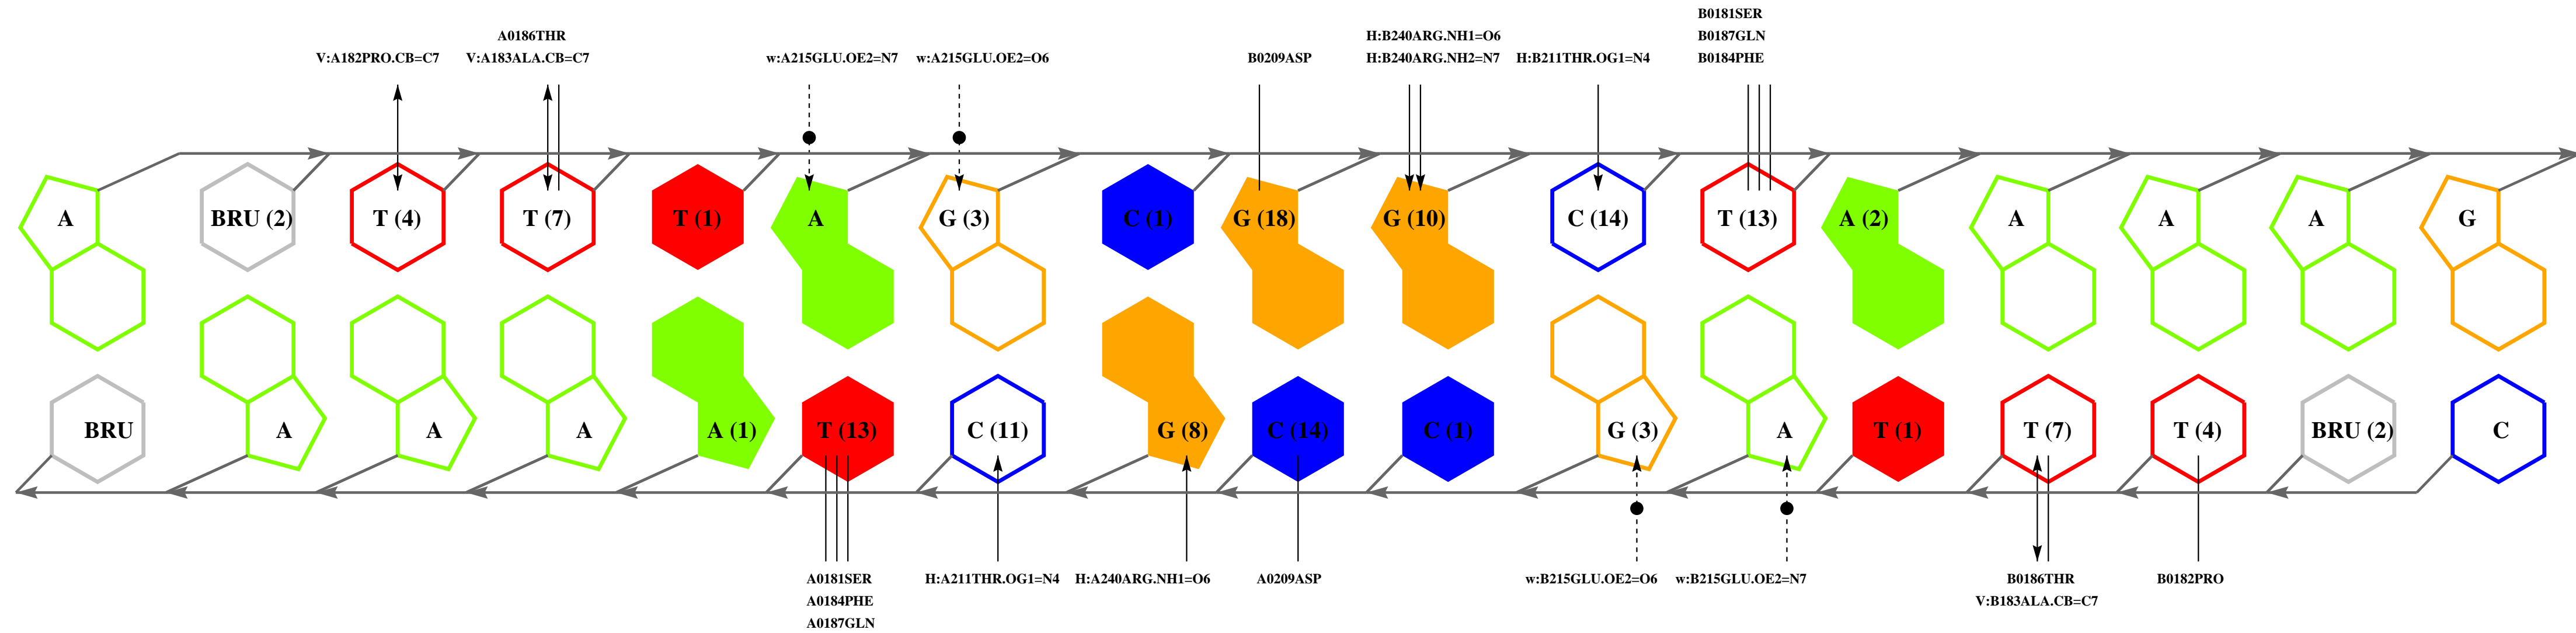 B0181SER
A0186THR
H:B240ARG.NH1=O6
B0187GLN
V:A182PRO.CB=C7
V:A183ALA.CB=C7
w:A215GLU.OE2=N7
w:A215GLU.OE2=O6
B0209ASP
H:B240ARG.NH2=N7
H:B211THR.OG1=N4
B0184PHE
A BRU (2) T (4) T (7) T (1) A G (3) C (1) G (18) G (10) C (14) T (13) A (2) A A A G
BRU A A A A (1) T (13) C (11) G (8) C (14) C (1) G (3) A T (1) T (7) T (4) BRU (2) C
A0181SER
H:A211THR.OG1=N4
H:A240ARG.NH1=O6
A0209ASP
w:B215GLU.OE2=O6
w:B215GLU.OE2=N7
B0186THR
B0182PRO
A0184PHE
V:B183ALA.CB=C7
A0187GLN